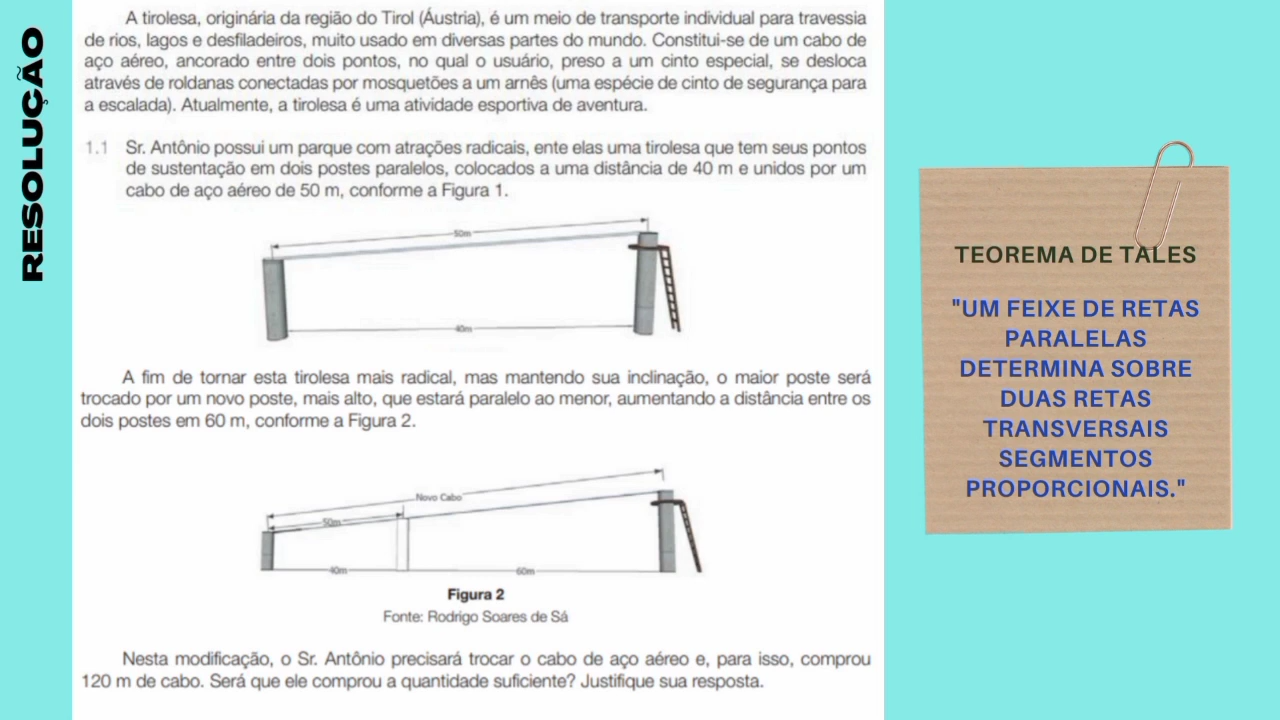 RESOLUÇÃO
A tirolesa, originária da região do Tirol (Áustria), é um meio de transporte individual para travessia
de rios, lagos e desfiladeiros, muito usado em diversas partes do mundo. Constitui-se de um cabo de
aço aéreo, ancorado entre dois pontos, no qual o usuário, preso a um cinto especial, se desloca
através de roldanas conectadas por mosquetões a um arnês (uma espécie de cinto de segurança para
a escalada). Atualmente, a tirolesa é uma atividade esportiva de aventura.
1.1 Sr. Antônio possui um parque com atrações radicais, ente elas uma tirolesa que tem seus pontos
de sustentação em dois postes paralelos, colocados a uma distância de 40 m e unidos por um
cabo de aço aéreo de 50 m, conforme a Figura 1.
50m
40m
A fim de tornar esta tirolesa mais radical, mas mantendo sua inclinação, o maior poste será
trocado por um novo poste, mais alto, que estará paralelo ao menor, aumentando a distância entre os
dois postes em 60 m, conforme a Figura 2.
Novo Cabo
50m
40m
60m
Figura 2
Fonte: Rodrigo Soares de Sá
Nesta modificação, o Sr. Antônio precisará trocar o cabo de aço aéreo e, para isso, comprou
120 m de cabo. Será que ele comprou a quantidade suficiente? Justifique sua resposta.
TEOREMA DE TALES
"UM FEIXE DE RETAS
PARALELAS
DETERMINA SOBRE
DUAS RETAS
TRANSVERSAIS
SEGMENTOS
PROPORCIONAIS."